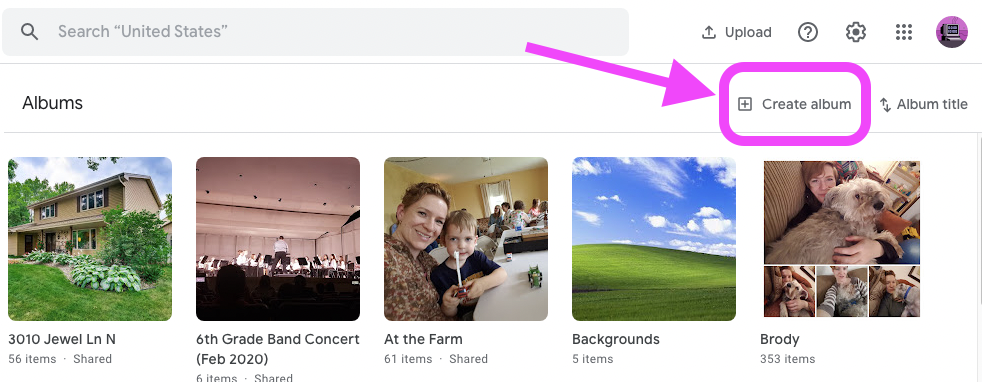 Search “United States”
Upload
Albums
Create album
Album title
3010 Jewel Ln N
56 items · Shared
6th Grade Band Concert
(Feb 2020)
6 items · Shared
At the Farm
61 items · Shared
Backgrounds
5 items
Brody
353 items